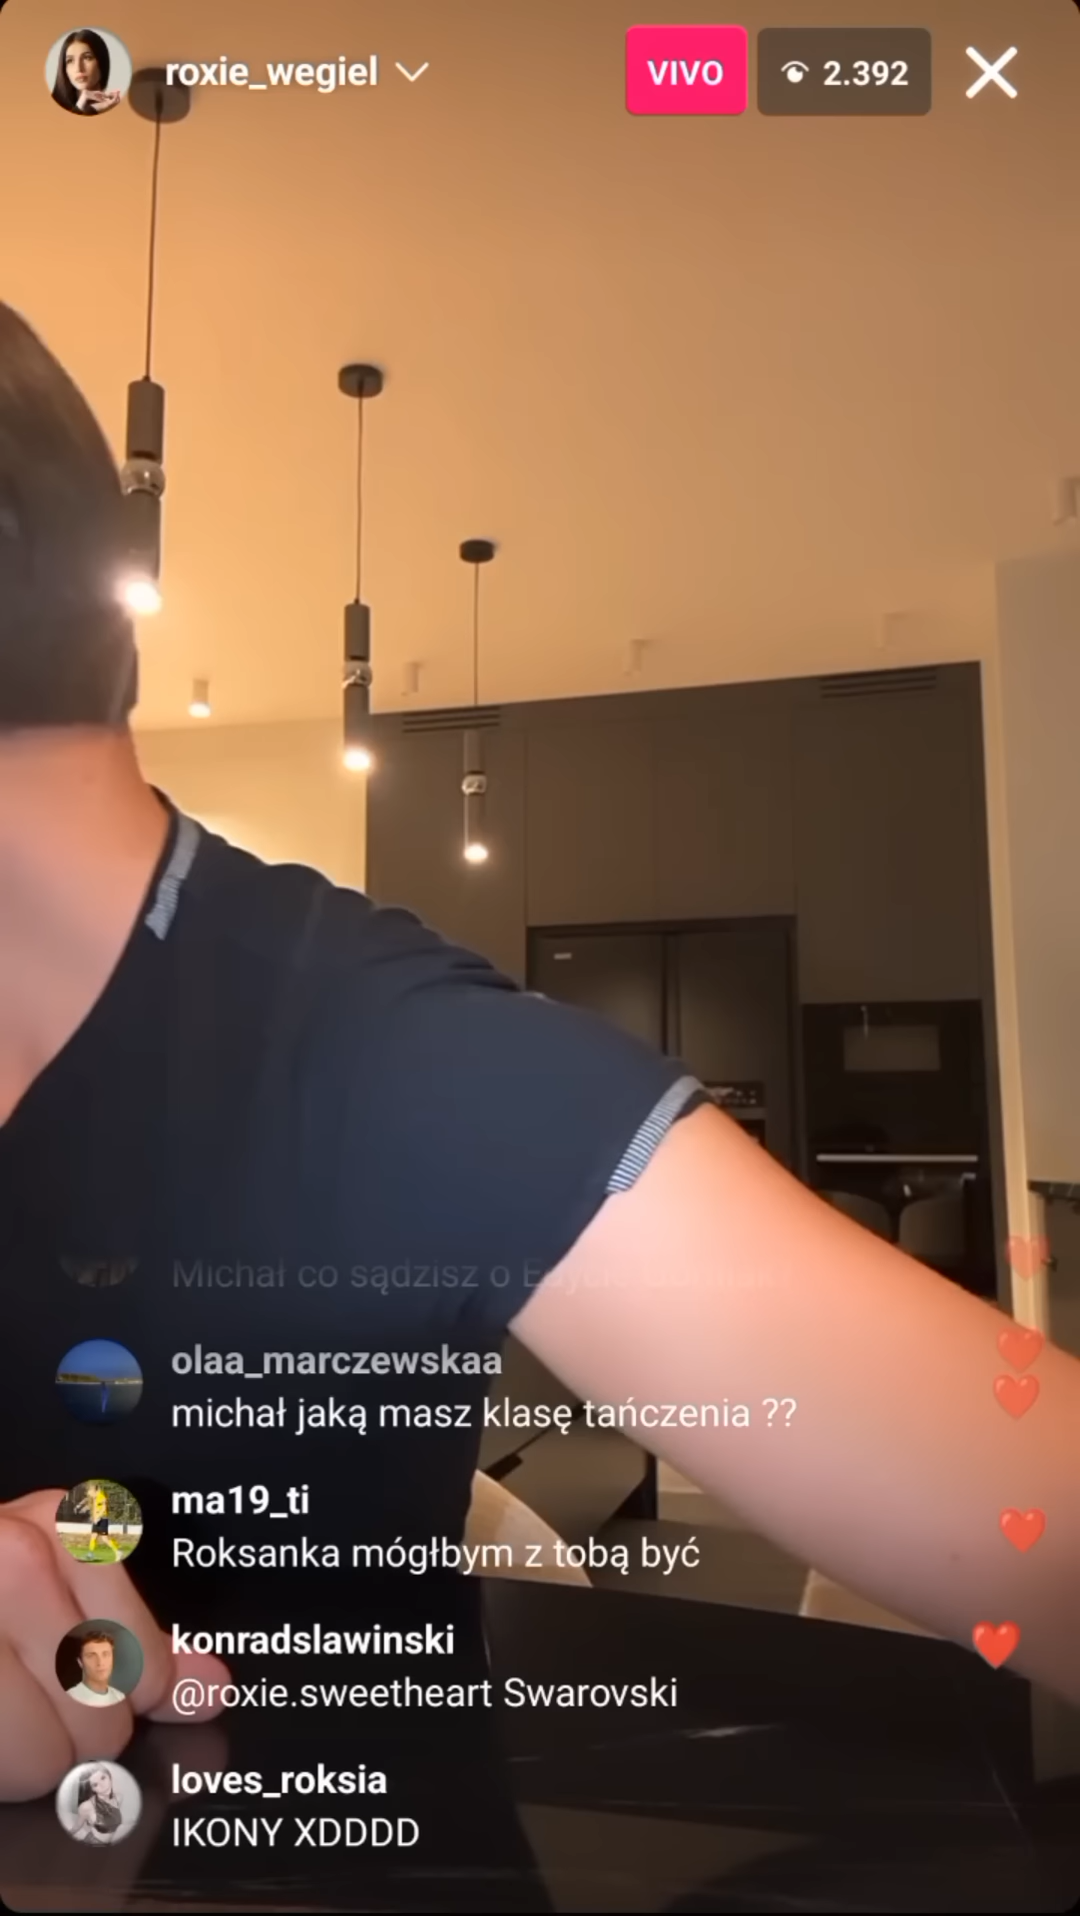 roxie_wegiel
VIVO
2.392
Michał co sądzisz o
olaa_marczewskaa
michał jaką masz klasę tańczenia ??
ma19_ti
Roksanka mógłbym z tobą być
konradslawinski
@roxie.sweetheart Swarovski
loves_roksia
IKONY XDDDD